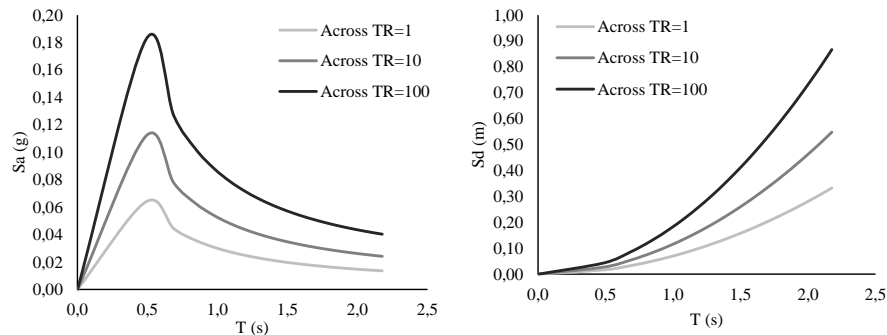 0,20
0,18
0,16
0,14
0,12
0,10
0,08
0,06
0,04
0,02
0,00
Sa (g)
Across TR=1
Across TR=10
Across TR=100
0,0 0,5 1,0 1,5 2,0 2,5
T (s)
1,00
0,90
0,80
0,70
0,60
0,50
0,40
0,30
0,20
0,10
0,00
Sd (m)
Across TR=1
Across TR=10
Across TR=100
0,0 0,5 1,0 1,5 2,0 2,5
T (s)